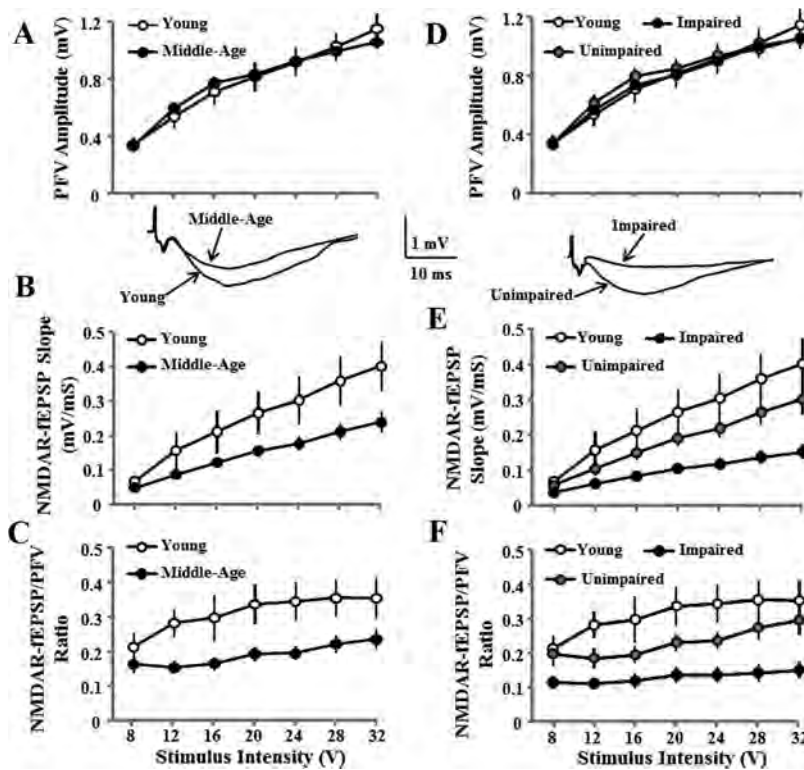 A
PFV Amplitude (mV)
1.2
0.8
0.4
0
Young
Middle-Age
D
PFV Amplitude (mV)
1.2
0.8
0.4
0
Young
Impaired
Unimpaired
Middle-Age
Young
1 mV
10 ms
Impaired
Unimpaired
B
NMDAR-fEPSP Slope
(mV/mS)
0.5
0.4
0.3
0.2
0.1
0
Young
Middle-Age
E
NMDAR-fEPSP
Slope (mV/mS)
0.5
0.4
0.3
0.2
0.1
0
Young
Impaired
Unimpaired
C
NMDAR-fEPSP/PFV
Ratio
0.5
0.4
0.3
0.2
0.1
0
Young
Middle-Age
8 12 16 20 24 28 32
Stimulus Intensity (V)
F
NMDAR-fEPSP/PFV
Ratio
0.5
0.4
0.3
0.2
0.1
0
Young
Impaired
Unimpaired
8 12 16 20 24 28 32
Stimulus Intensity (V)